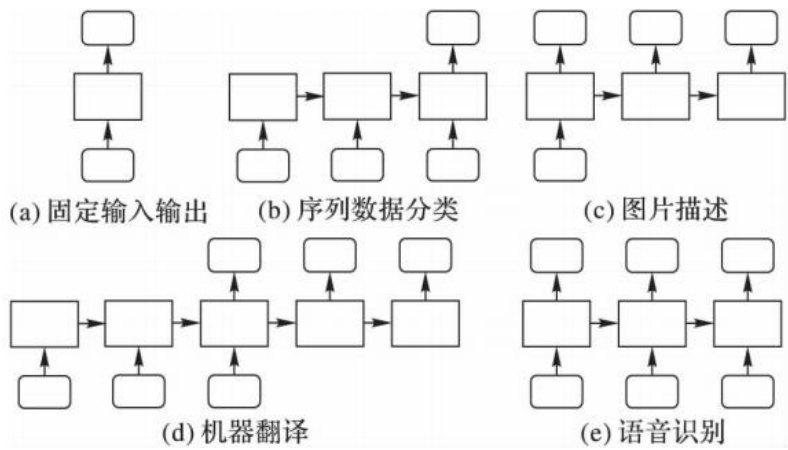 (a) 固定输入输出
(b) 序列数据分类
(c) 图片描述
(d) 机器翻译
(e) 语音识别